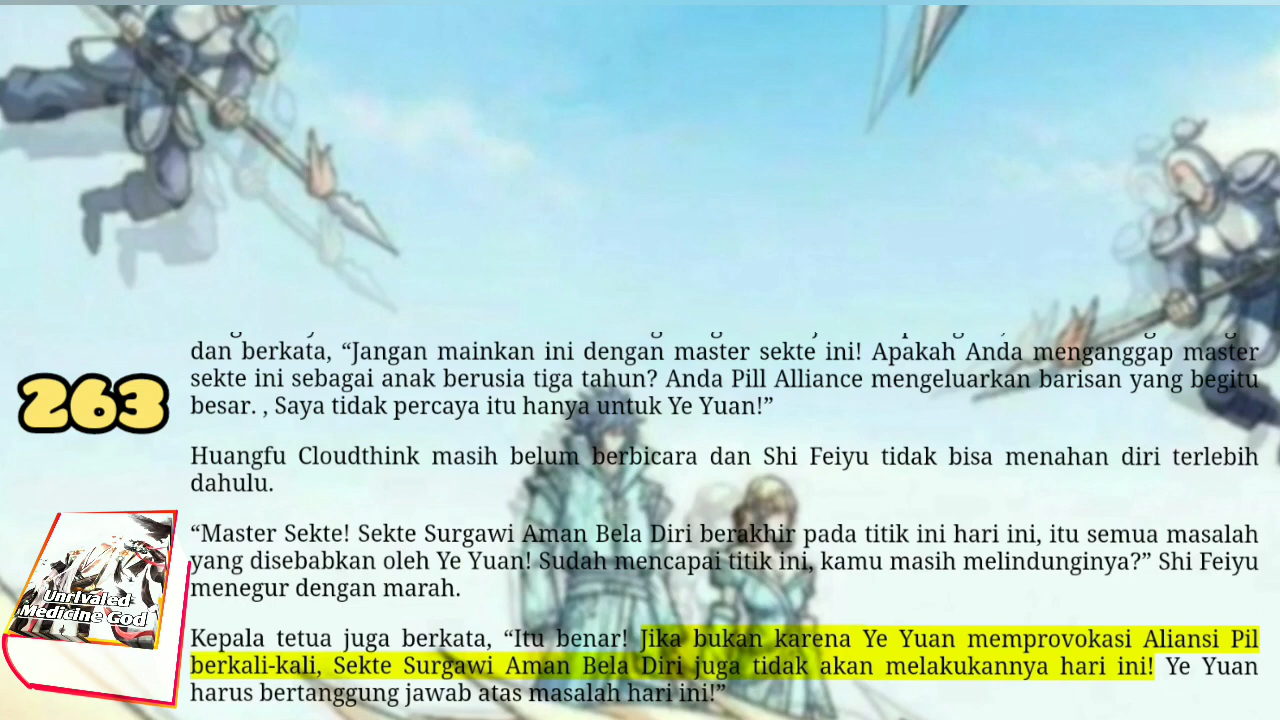 dan berkata, “Jangan mainkan ini dengan master sekte ini! Apakah Anda menganggap master
sekte ini sebagai anak berusia tiga tahun? Anda Pill Alliance mengeluarkan barisan yang begitu
besar. , Saya tidak percaya itu hanya untuk Ye Yuan!”
263
Huangfu Cloudthink masih belum berbicara dan Shi Feiyu tidak bisa menahan diri terlebih
dahulu.
“Master Sekte! Sekte Surgawi Aman Bela Diri berakhir pada titik ini hari ini, itu semua masalah
yang disebabkan oleh Ye Yuan! Sudah mencapai titik ini, kamu masih melindunginya?” Shi Feiyu
menegur dengan marah.
Unrivaled
Medicine God
Kepala tetua juga berkata, “Itu benar! Jika bukan karena Ye Yuan memprovokasi Aliansi Pil
berkali-kali, Sekte Surgawi Aman Bela Diri juga tidak akan melakukannya hari ini! Ye Yuan
harus bertanggung jawab atas masalah hari ini!”